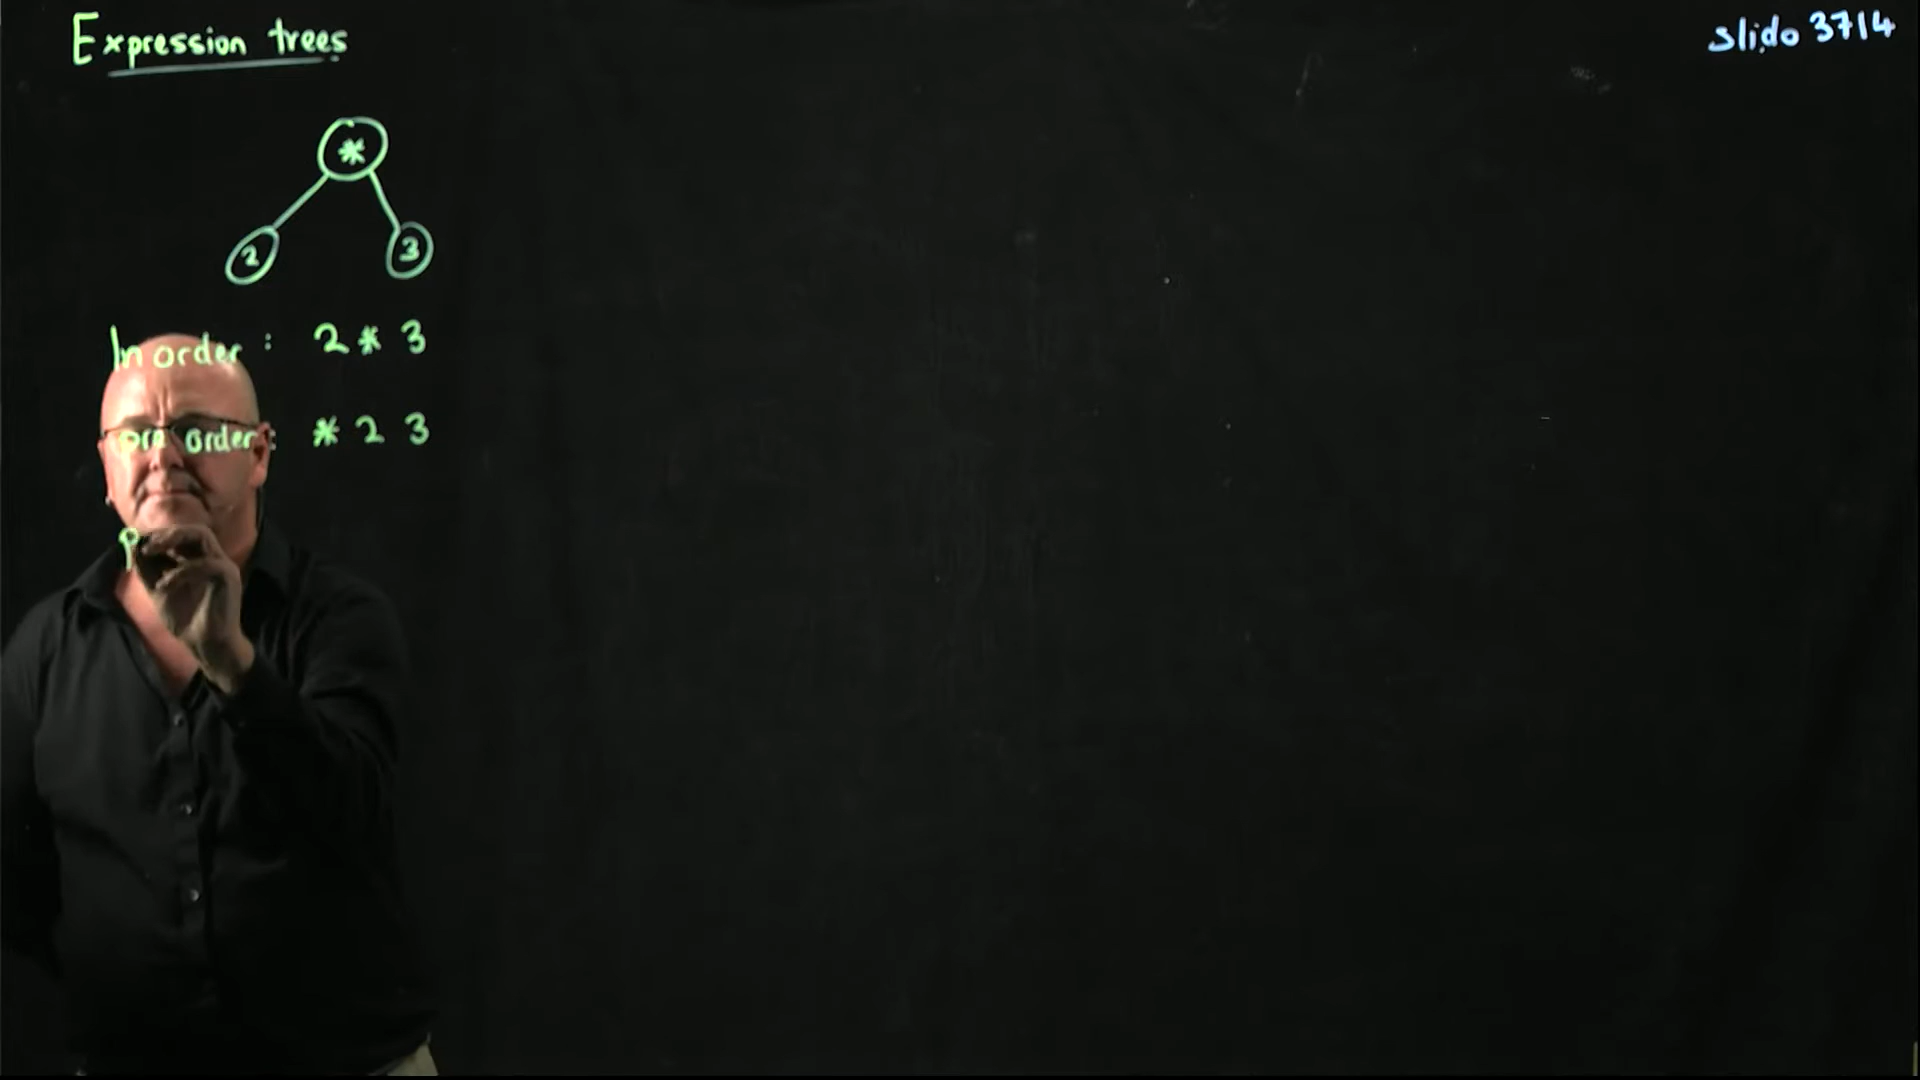 Expression trees
slido 3714
*
2 3
In order : 2 * 3
pre order : * 2 3
P